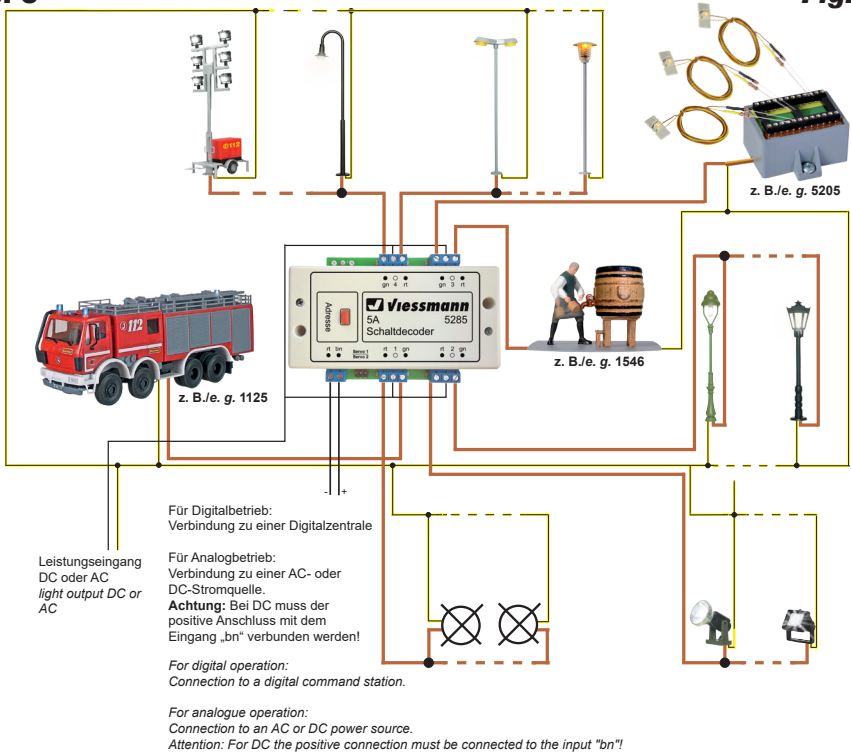 Fig.
z. B./e. g. 5205
©112
gn 4 rt
gn 3 rt
Adresse
Viessmann
5A 5285
Schaltdecoder
rt bn
Servo 1
Servo 2
rt 1 gn
rt 2 gn
112
z. B./e. g. 1125
z. B./e. g. 1546
- +
Für Digitalbetrieb:
Verbindung zu einer Digitalzentrale
Für Analogbetrieb:
Verbindung zu einer AC- oder
DC-Stromquelle.
Achtung: Bei DC muss der
positive Anschluss mit dem
Eingang „bn“ verbunden werden!
For digital operation:
Connection to a digital command station.
For analogue operation:
Connection to an AC or DC power source.
Attention: For DC the positive connection must be connected to the input "bn"!
Leistungseingang
DC oder AC
light output DC or
AC